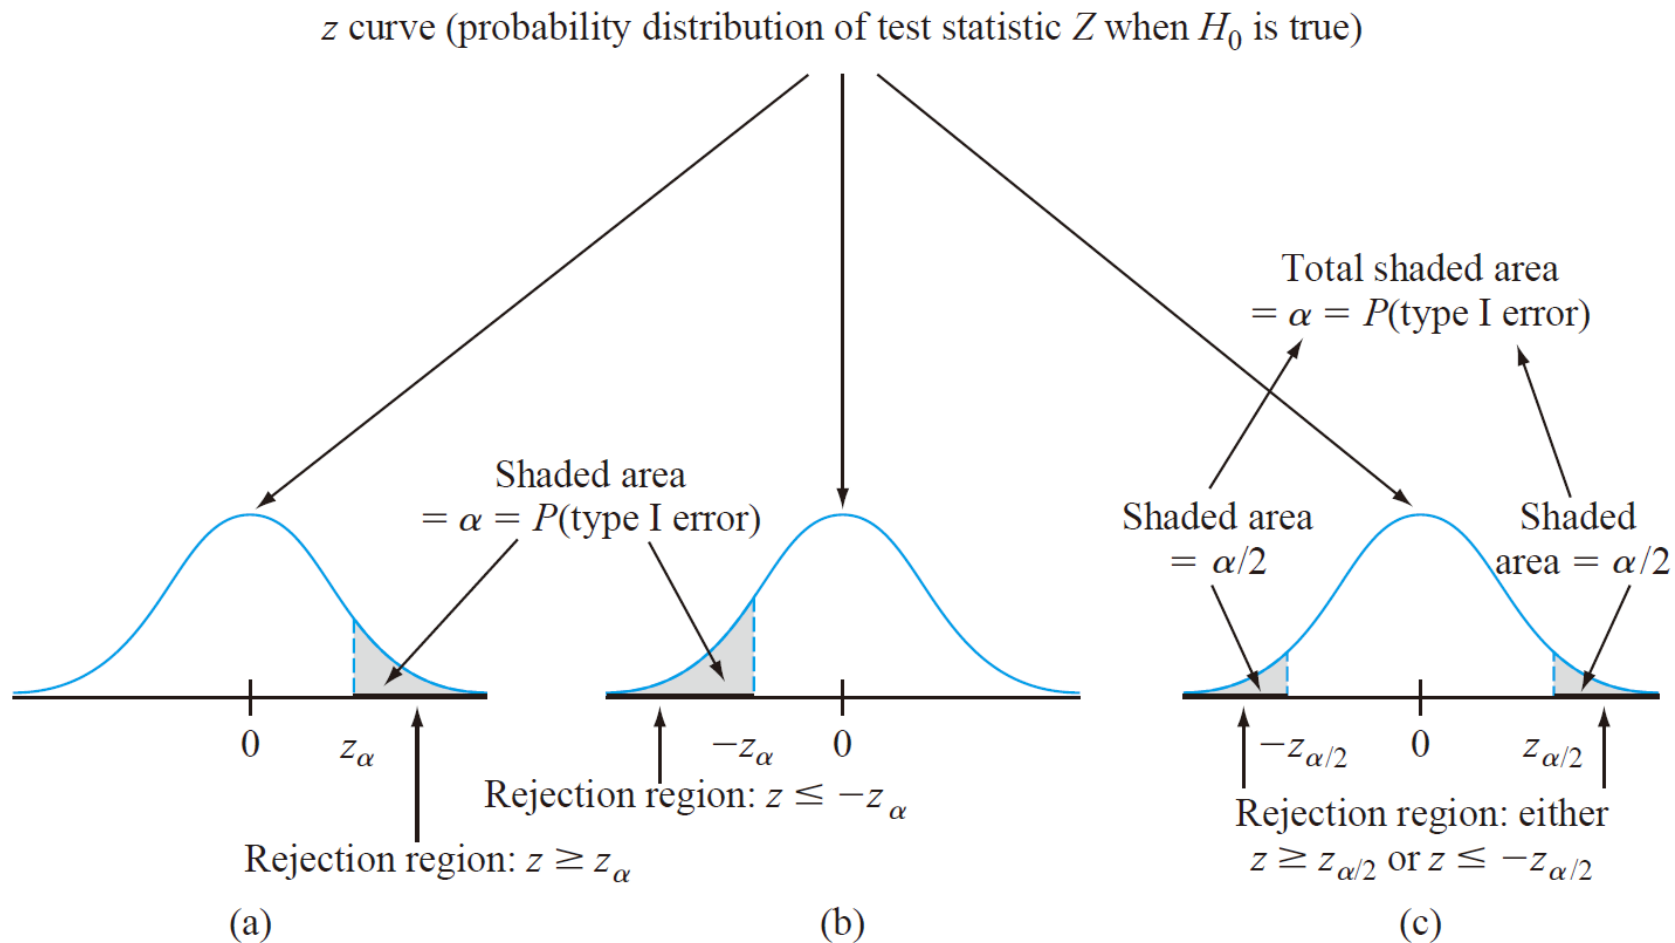 z curve (probability distribution of test statistic Z when H₀ is true)
Total shaded area
= α = P(type I error)
Shaded area
= α = P(type I error)
Shaded area
= α/2
Shaded
area = α/2
0
zα
−zα
0
−zα/2
0
zα/2
Rejection region: z ≥ zα
Rejection region: z ≤ −zα
Rejection region: either
z ≥ zα/2 or z ≤ −zα/2
(a)
(b)
(c)